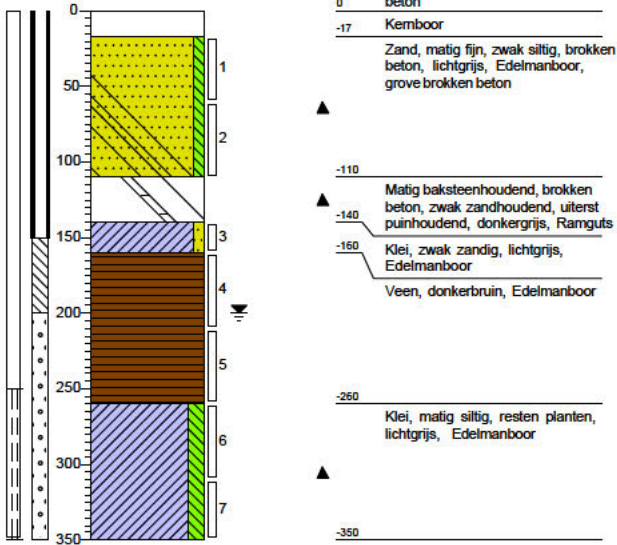 0
50
100
150
200
250
300
350
1
2
3
4
5
6
7
0 beton
-17 Kernboor
Zand, matig fijn, zwak siltig, brokken
beton, lichtgrijs, Edelmanboor,
grove brokken beton
-110
Matig baksteenhoudend, brokken
beton, zwak zandhoudend, uiterst
puinhoudend, donkergrijs, Ramguts
-140
Klei, zwak zandig, lichtgrijs,
Edelmanboor
-160
Veen, donkerbruin, Edelmanboor
-260
Klei, matig siltig, resten planten,
lichtgrijs, Edelmanboor
-350